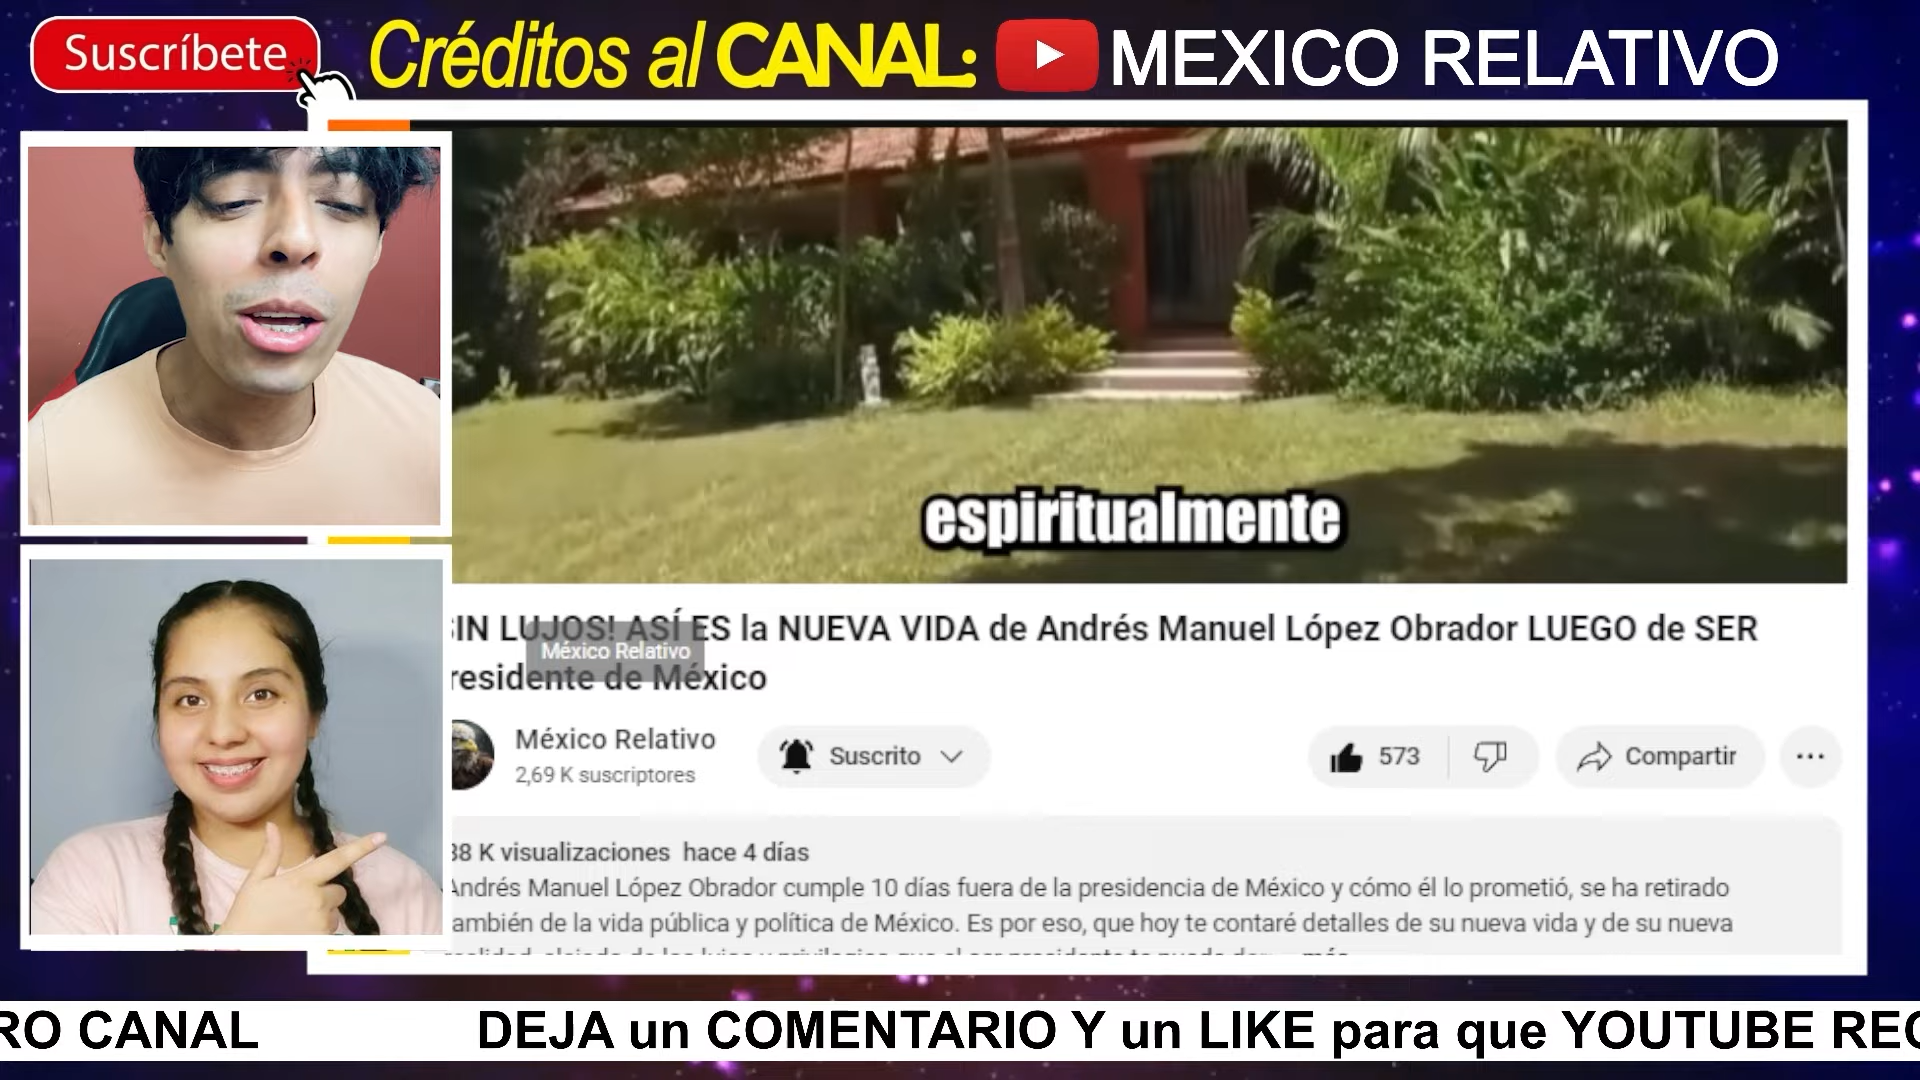 Suscríbete
Créditos al CANAL: MEXICO RELATIVO
espiritualmente
SIN LUJOS! ASÍ ES la NUEVA VIDA de Andrés Manuel López Obrador LUEGO de SER
México Relativo
residente de México
México Relativo
2,69 K suscriptores
Suscrito
573
Compartir
38 K visualizaciones hace 4 días
Andrés Manuel López Obrador cumple 10 días fuera de la presidencia de México y cómo él lo prometió, se ha retirado
ambién de la vida pública y política de México. Es por eso, que hoy te contaré detalles de su nueva vida y de su nueva
RO CANAL DEJA un COMENTARIO Y un LIKE para que YOUTUBE REC